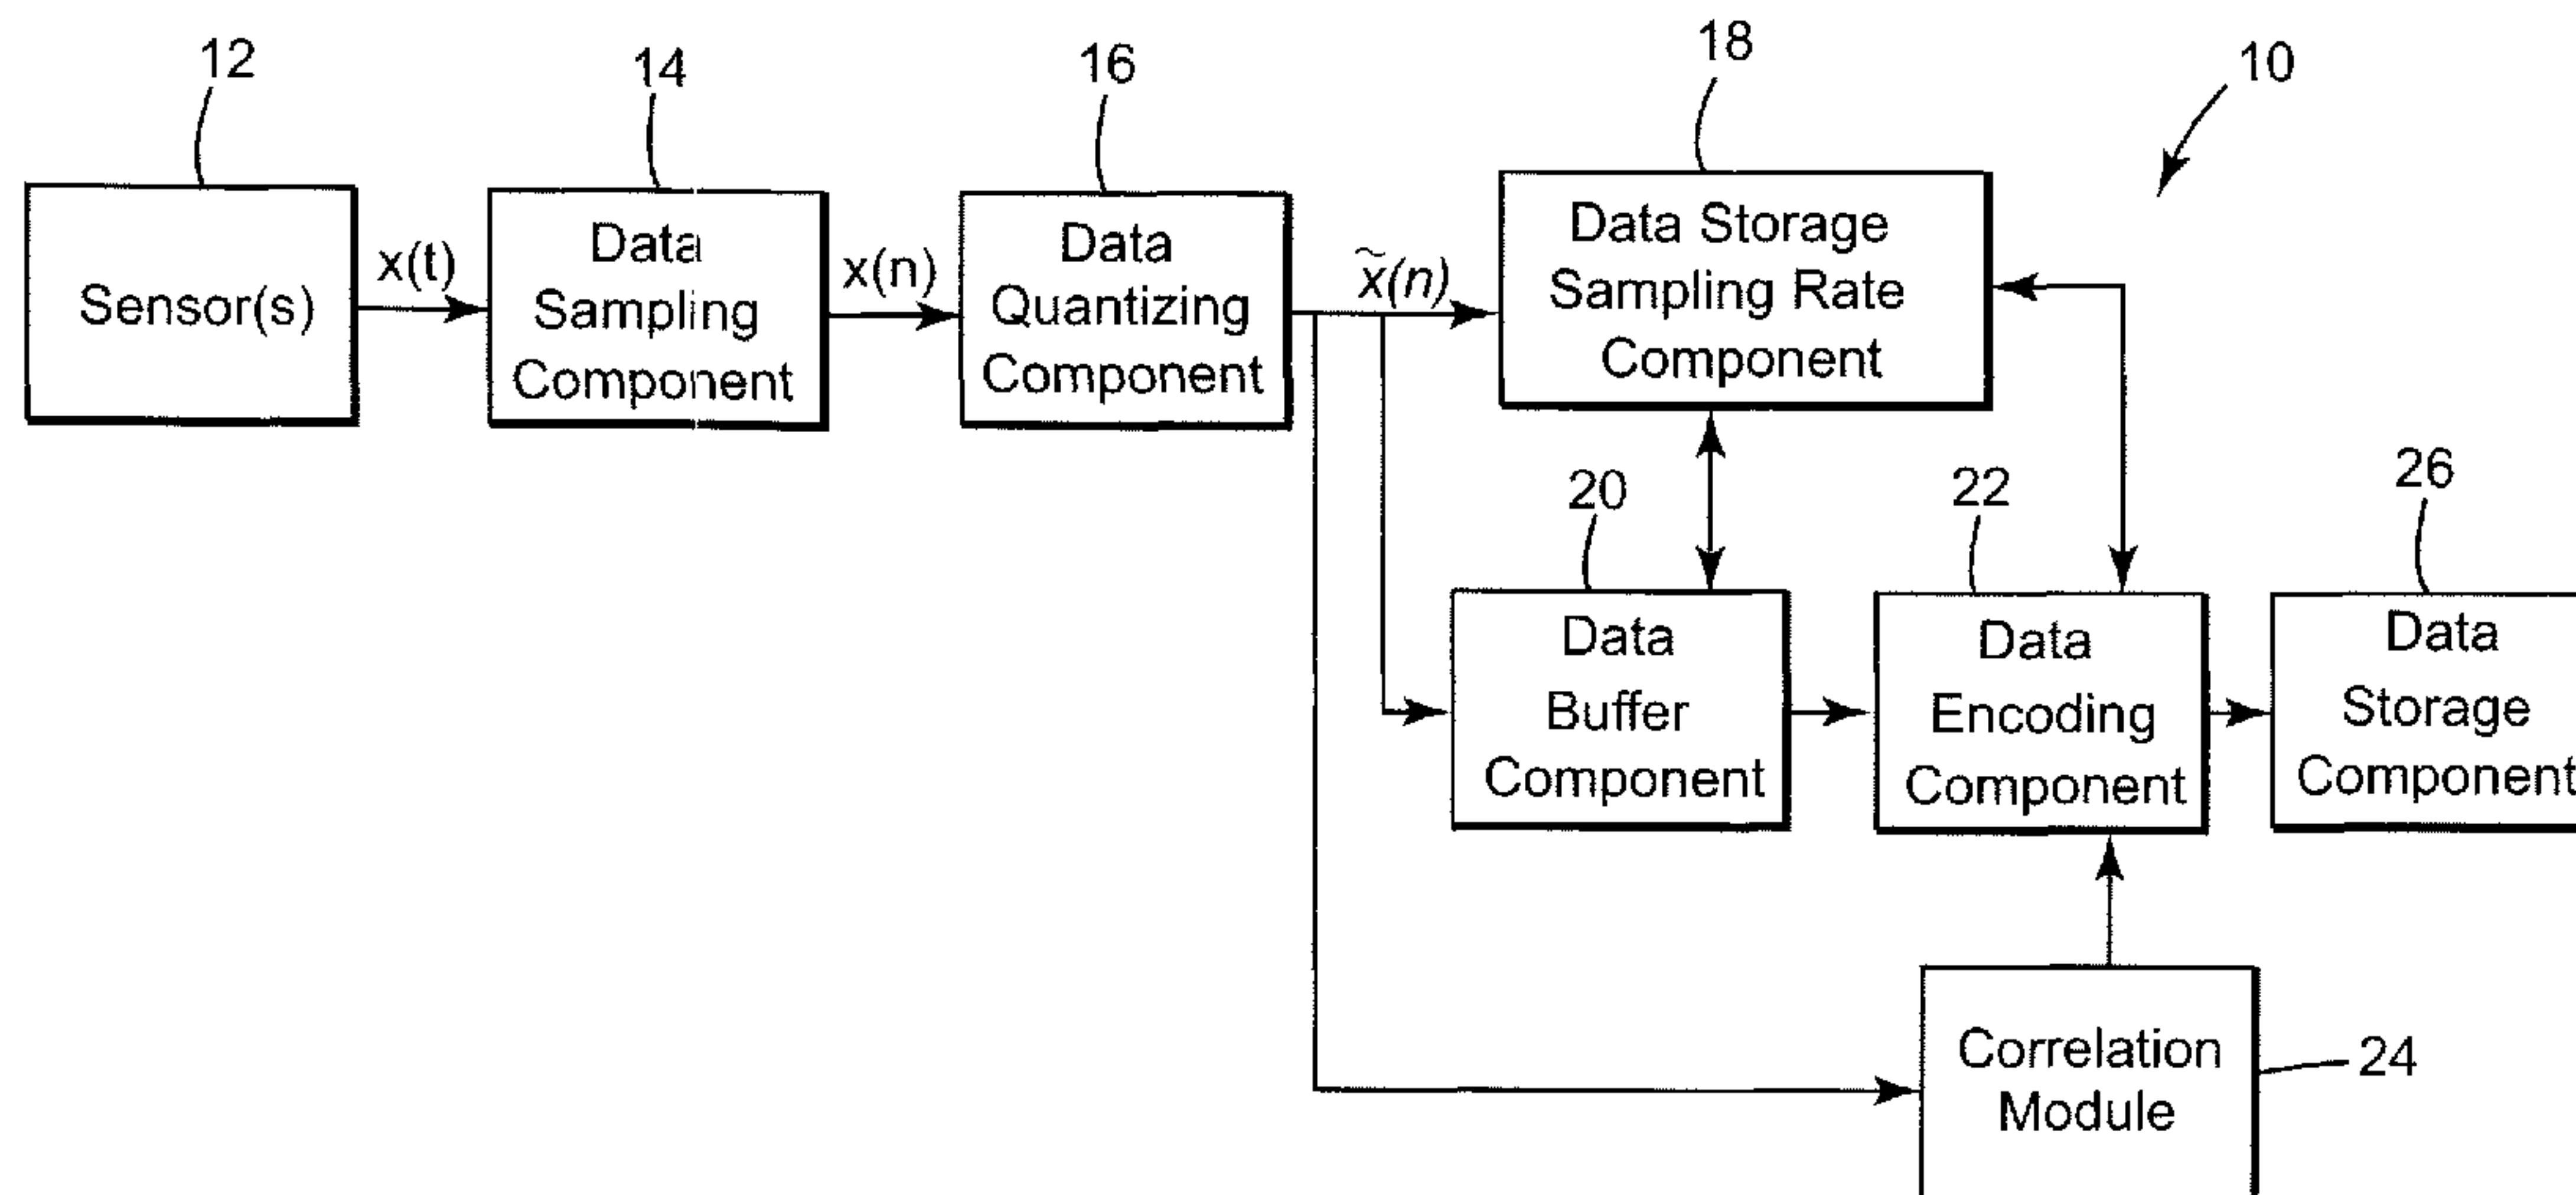 12
14
16
18
10
Sensor(s)
x(t)
Data
Sampling
Component
x(n)
Data
Quantizing
Component
x̃(n)
Data Storage
Sampling Rate
Component
20
22
26
Data
Buffer
Component
Data
Encoding
Component
Data
Storage
Component
Correlation
Module
24